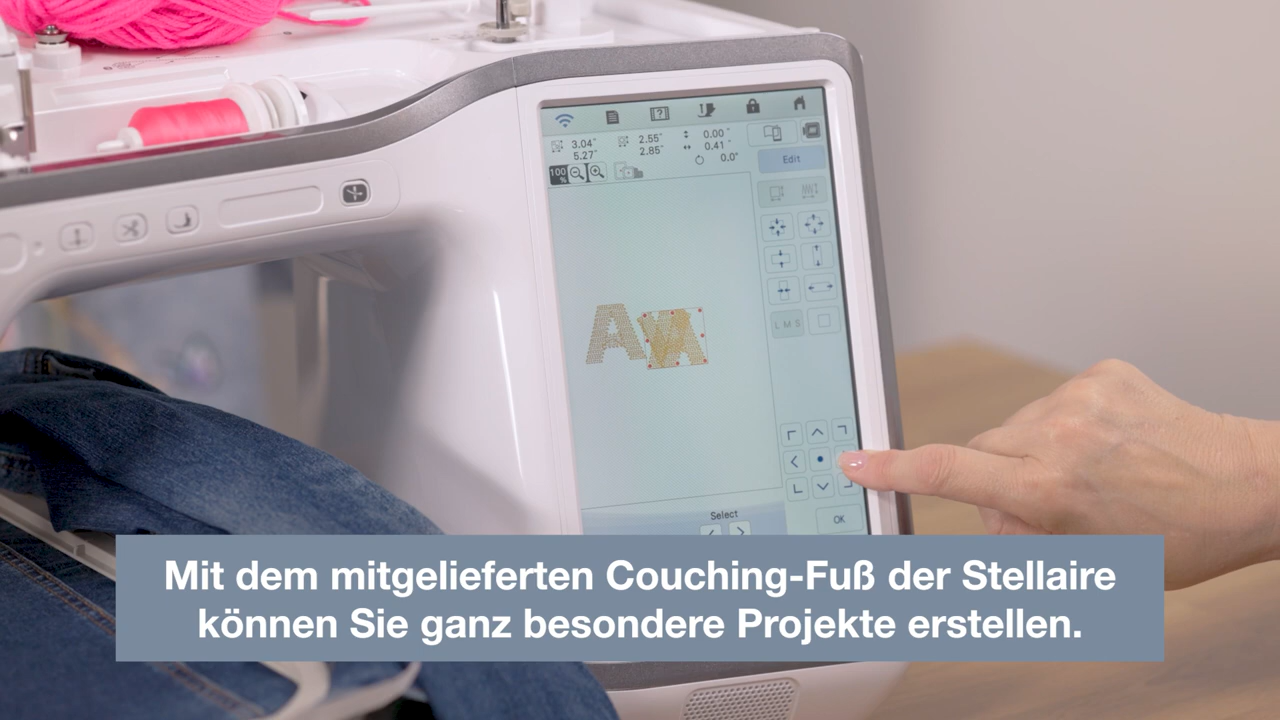 3.04" 2.55" 0.00"
5.27" 2.85" 0.41"
0.0°
100 %
Edit
L M S
A
A
OK
Select
Mit dem mitgelieferten Couching-Fuß der Stellaire
können Sie ganz besondere Projekte erstellen.